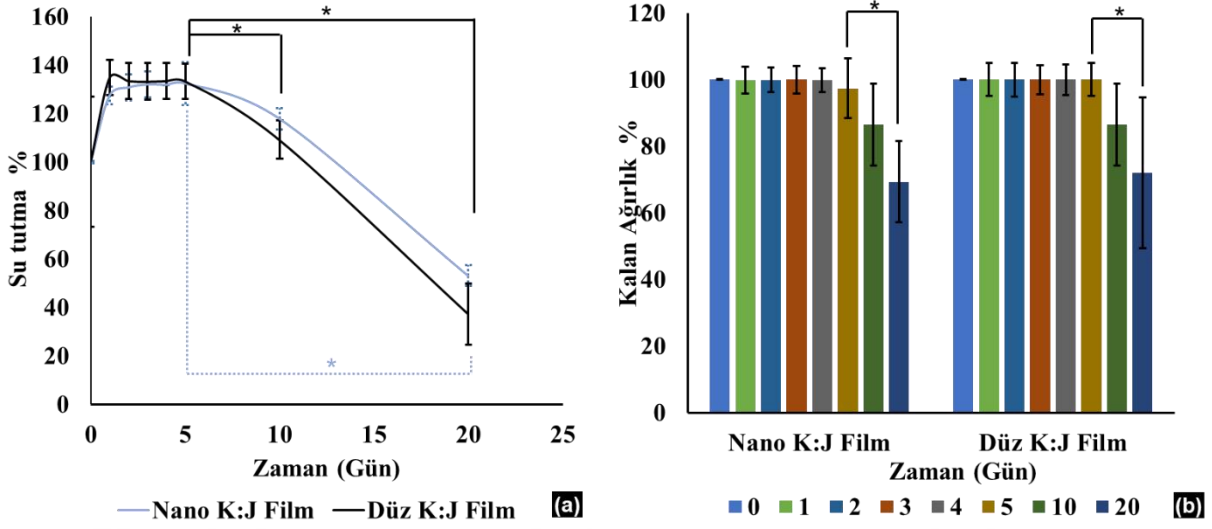 160
140
120
100
80
60
40
20
0
Su tutma %
* * *
0 5 10 15 20 25
Zaman (Gün)
Nano K:J Film Düz K:J Film
(a)
120
100
80
60
40
20
0
Kalan Ağırlık %
* *
Nano K:J Film Düz K:J Film
Zaman (Gün)
0 1 2 3 4 5 10 20
(b)